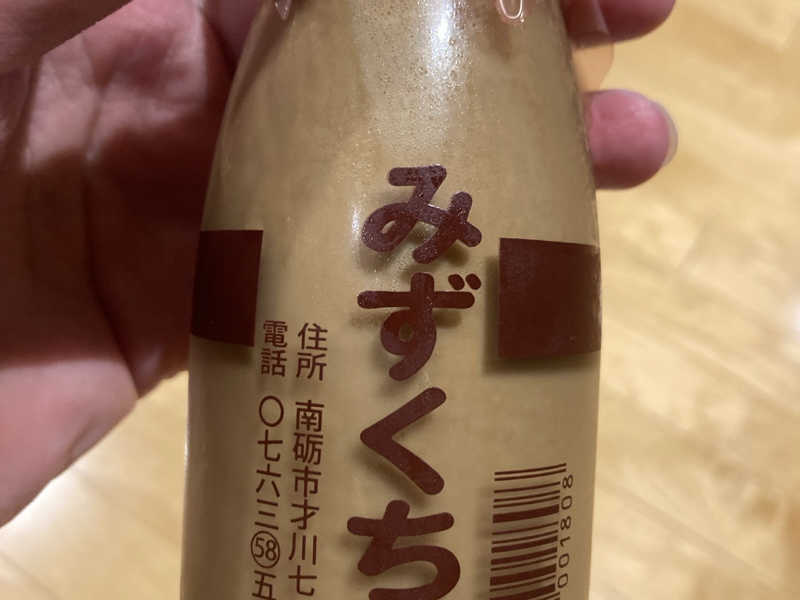 みずくち
住所 南砺市才川七
電話 〇七六三㊽五
001808